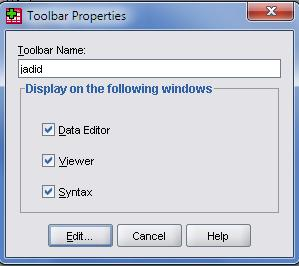 Toolbar Properties
Toolbar Name:
jadid
Display on the following windows
Data Editor
Viewer
Syntax
Edit... Cancel Help